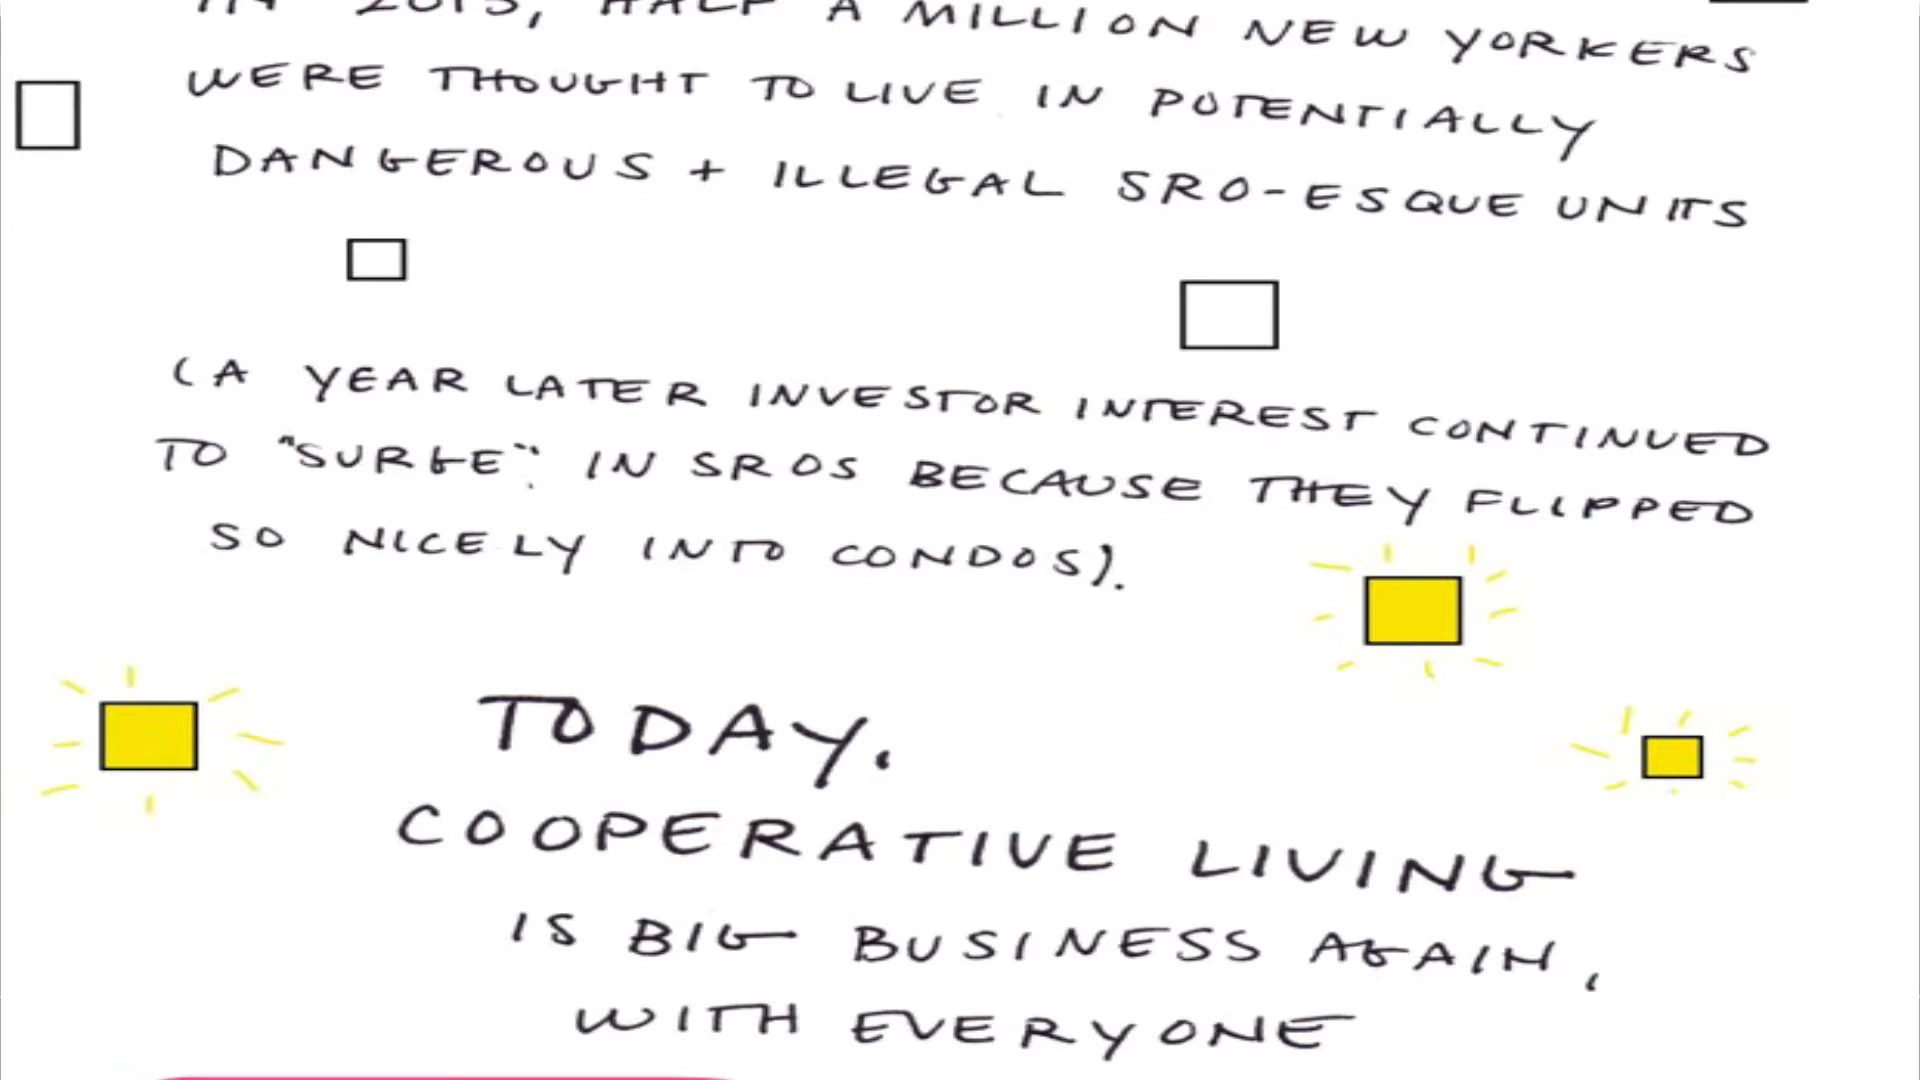 IN 2013, HALF A MILLION NEW YORKERS
WERE THOUGHT TO LIVE IN POTENTIALLY
DANGEROUS + ILLEGAL SRO-ESQUE UNITS
(A YEAR LATER INVESTOR INTEREST CONTINUED
TO "SURGE" IN SROS BECAUSE THEY FLIPPED
SO NICELY INTO CONDOS).
TODAY,
COOPERATIVE LIVING
IS BIG BUSINESS AGAIN,
WITH EVERYONE